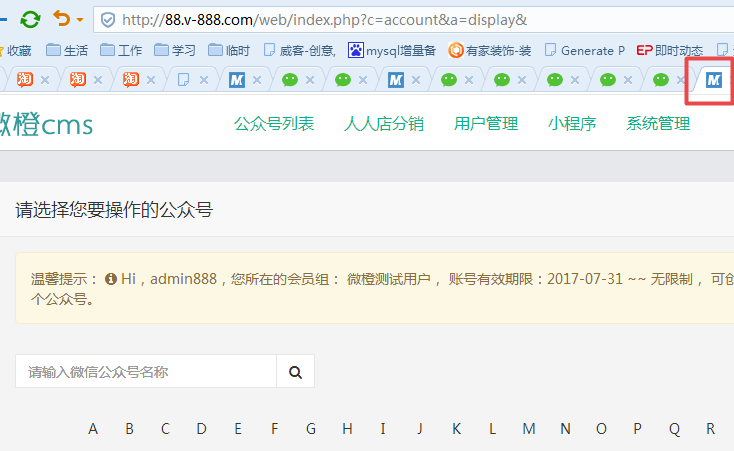 http://88.v-888.com/web/index.php?c=account&a=display&
收藏 生活 工作 学习 临时 威客-创意, mysql增量备 有家装饰-装 Generate P EP即时动态
淘 淘 淘 M M M
微橙cms 公众号列表 人人店分销 用户管理 小程序 系统管理
请选择您要操作的公众号
温馨提示： Hi，admin888，您所在的会员组： 微橙测试用户， 账号有效期限：2017-07-31 ~~ 无限制， 可创
个公众号。
请输入微信公众号名称
A B C D E F G H I J K L M N O P Q R